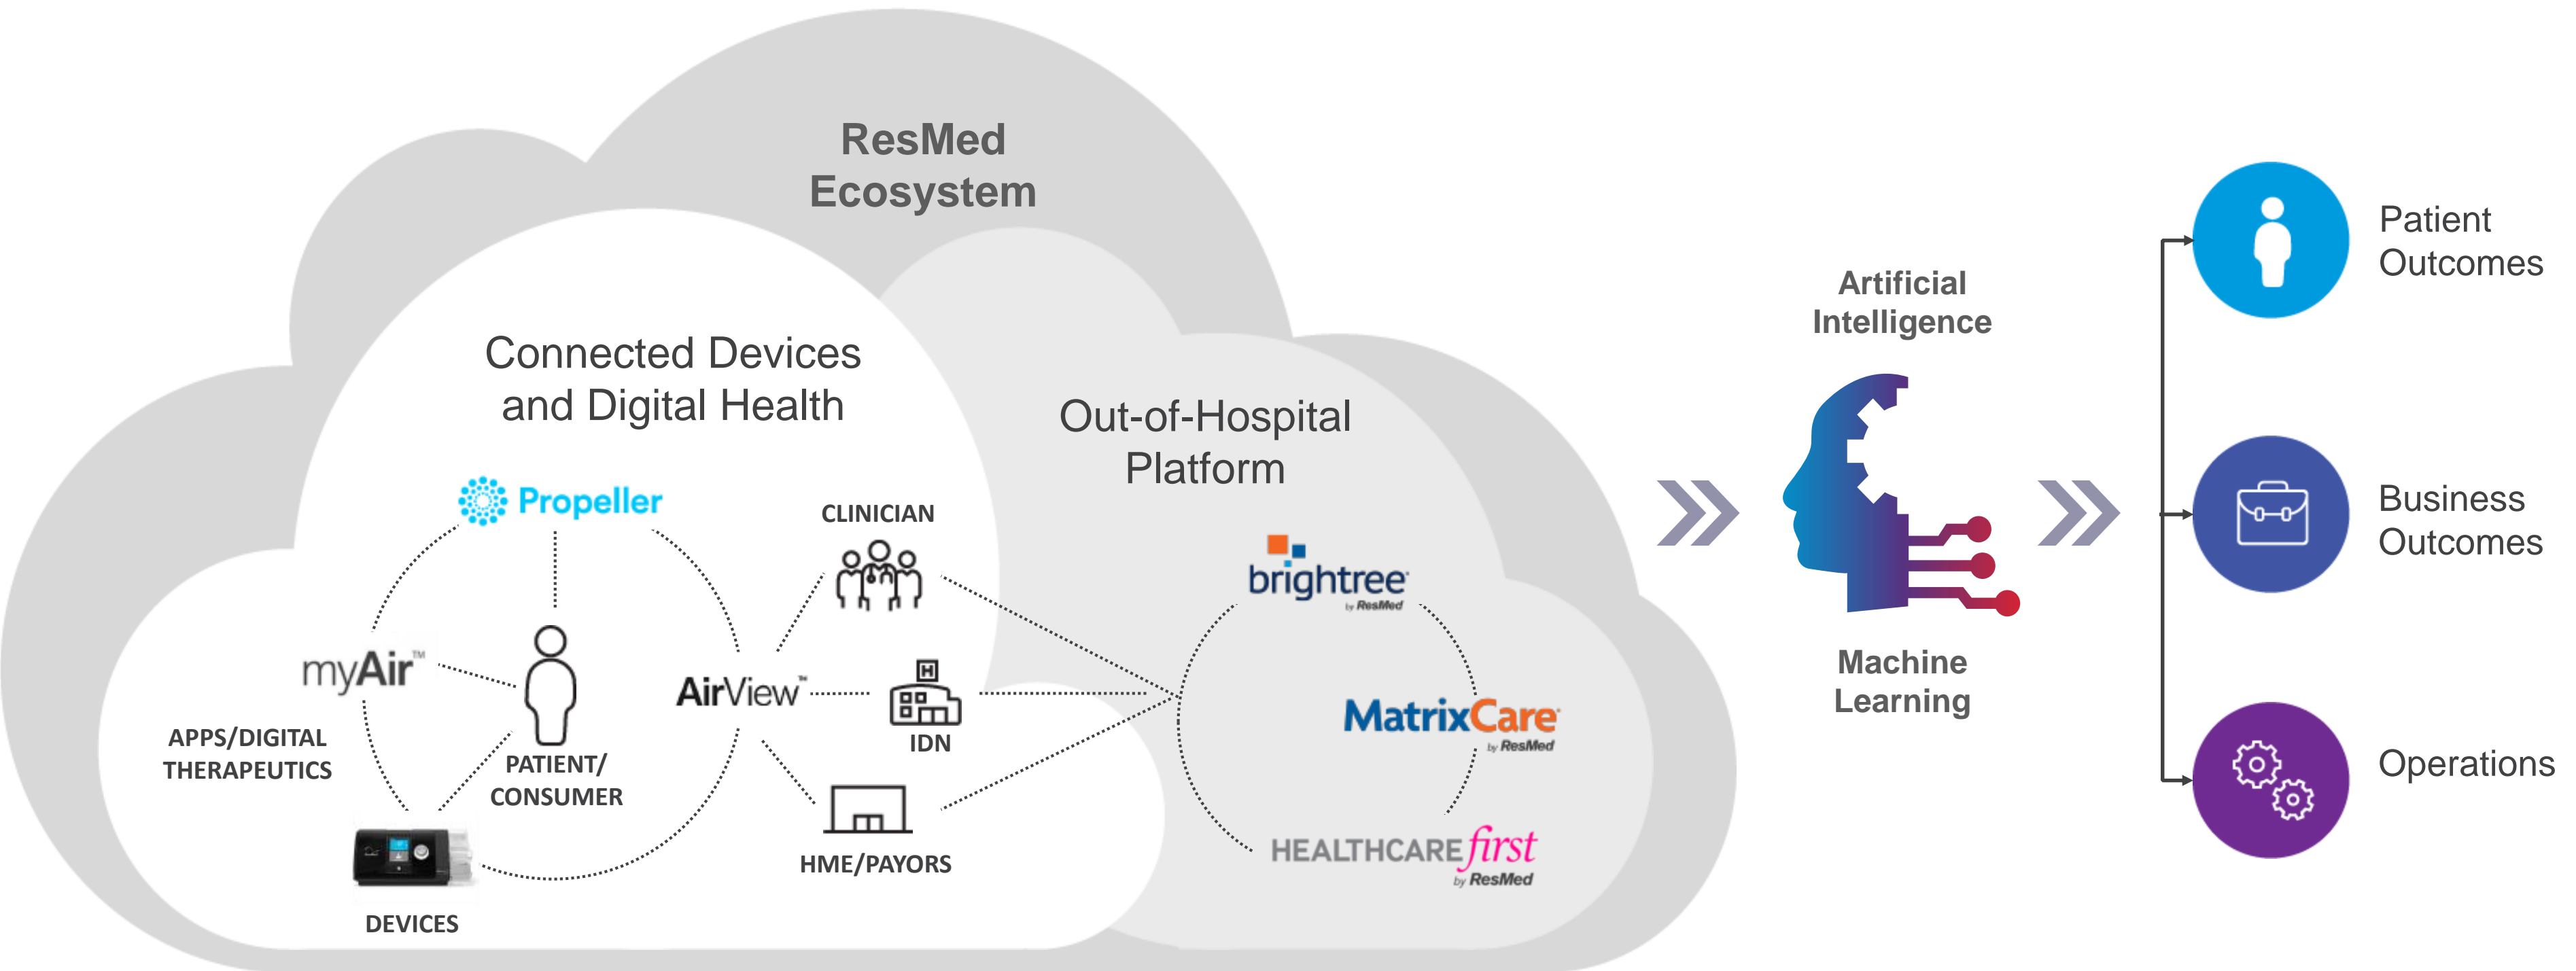 ResMed
Ecosystem
Connected Devices
and Digital Health
Out-of-Hospital
Platform
Propeller
CLINICIAN
brightree
by ResMed
myAir™
AirView™
H
IDN
MatrixCare
by ResMed
APPS/DIGITAL
THERAPEUTICS
PATIENT/
CONSUMER
HME/PAYORS
HEALTHCAREfirst
by ResMed
DEVICES
Artificial
Intelligence
Machine
Learning
Patient
Outcomes
Business
Outcomes
Operations